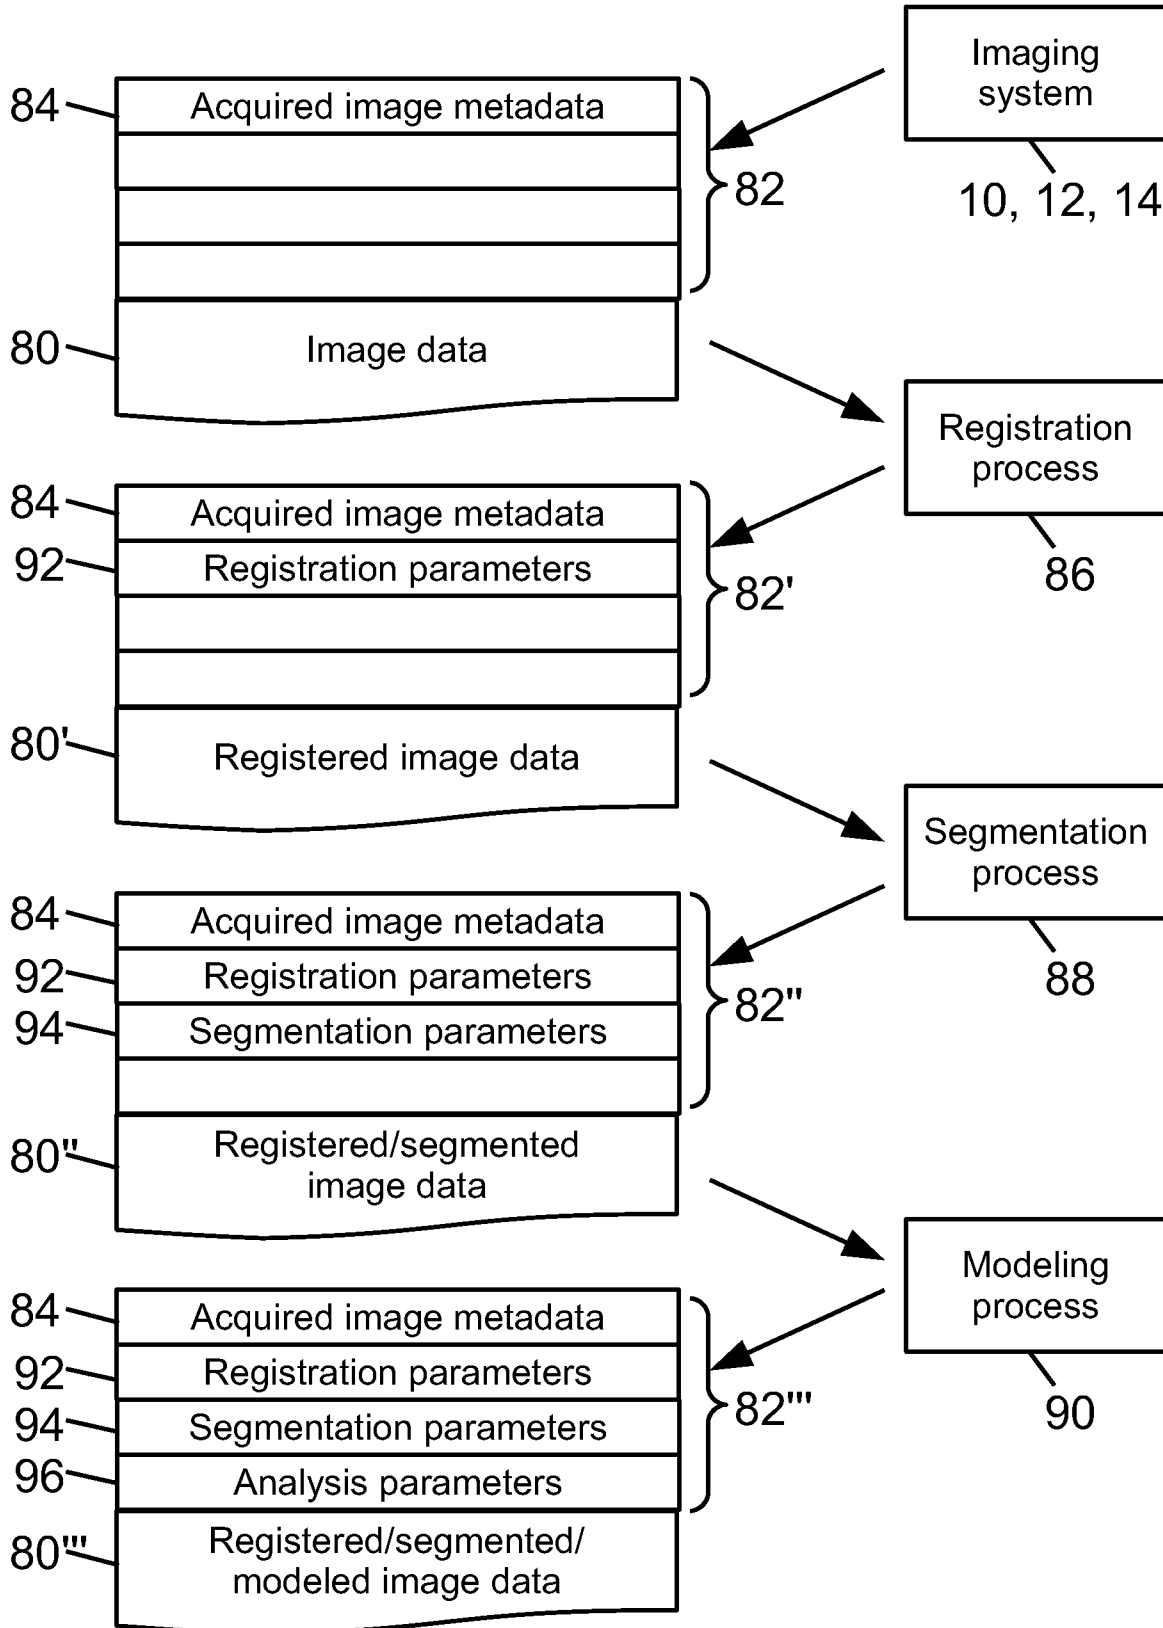 Imaging
system
10, 12, 14
84
Acquired image metadata
82
80
Image data
Registration
process
86
84
Acquired image metadata
92
Registration parameters
82'
80'
Registered image data
Segmentation
process
88
84
Acquired image metadata
92
Registration parameters
94
Segmentation parameters
82"
80"
Registered/segmented
image data
Modeling
process
90
84
Acquired image metadata
92
Registration parameters
94
Segmentation parameters
96
Analysis parameters
82'"
80'"
Registered/segmented/
modeled image data